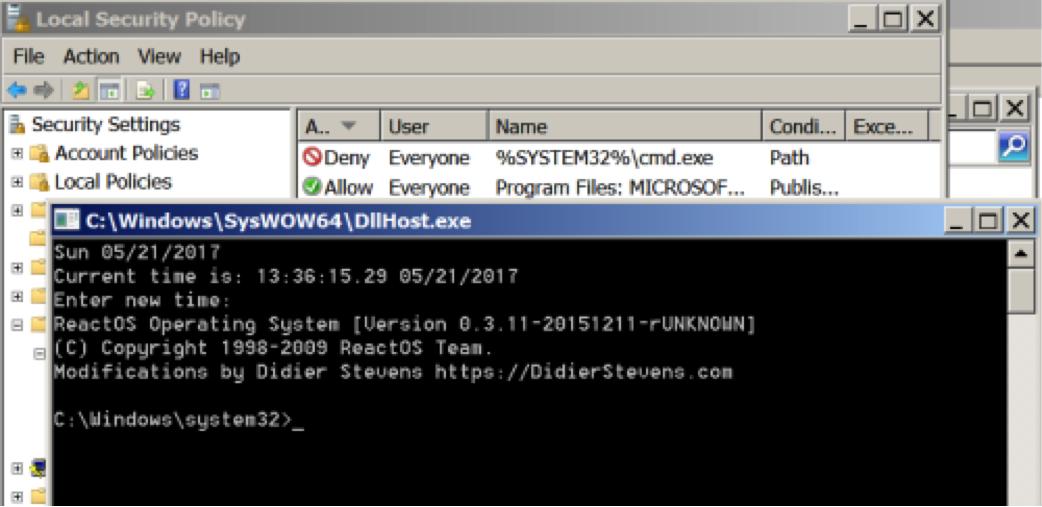 Local Security Policy
File Action View Help
Security Settings
Account Policies
Local Policies
A.. User Name Condi... Exce...
Deny Everyone %SYSTEM32%\cmd.exe Path
Allow Everyone Program Files: MICROSOF... Publis...
C:\Windows\SysWOW64\DllHost.exe
Sun 05/21/2017
Current time is: 13:36:15.29 05/21/2017
Enter new time:
ReactOS Operating System [Version 0.3.11-20151211-rUNKNOWN]
(C) Copyright 1998-2009 ReactOS Team.
Modifications by Didier Stevens https://DidierStevens.com
C:\Windows\system32>_